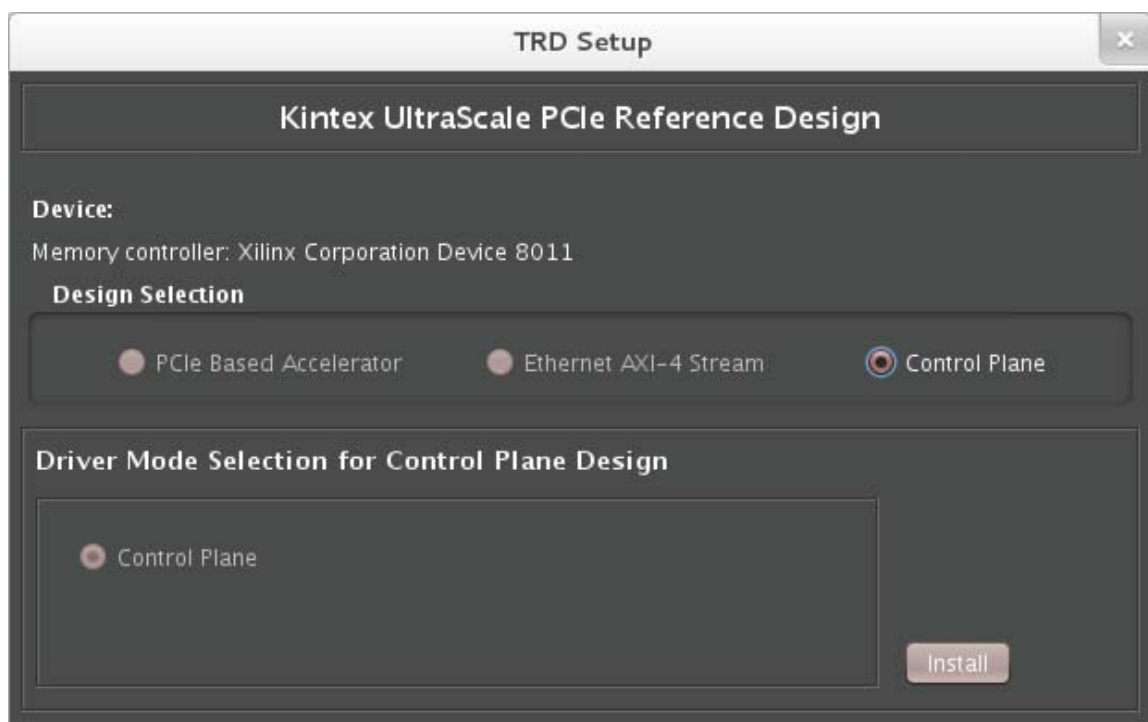 TRD Setup
Kintex UltraScale PCIe Reference Design
Device:
Memory controller: Xilinx Corporation Device 8011
Design Selection
PCIe Based Accelerator Ethernet AXI-4 Stream Control Plane
Driver Mode Selection for Control Plane Design
Control Plane
Install